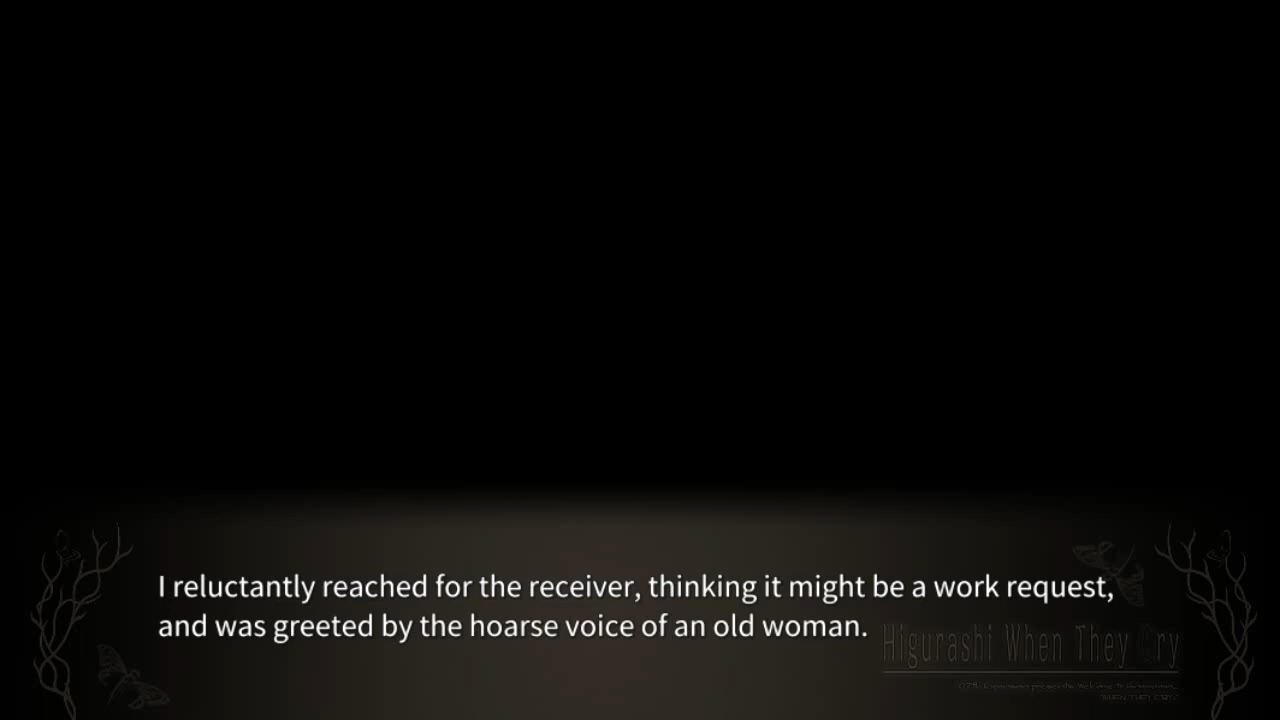 I reluctantly reached for the receiver, thinking it might be a work request,
and was greeted by the hoarse voice of an old woman.
Higurashi When They Cry